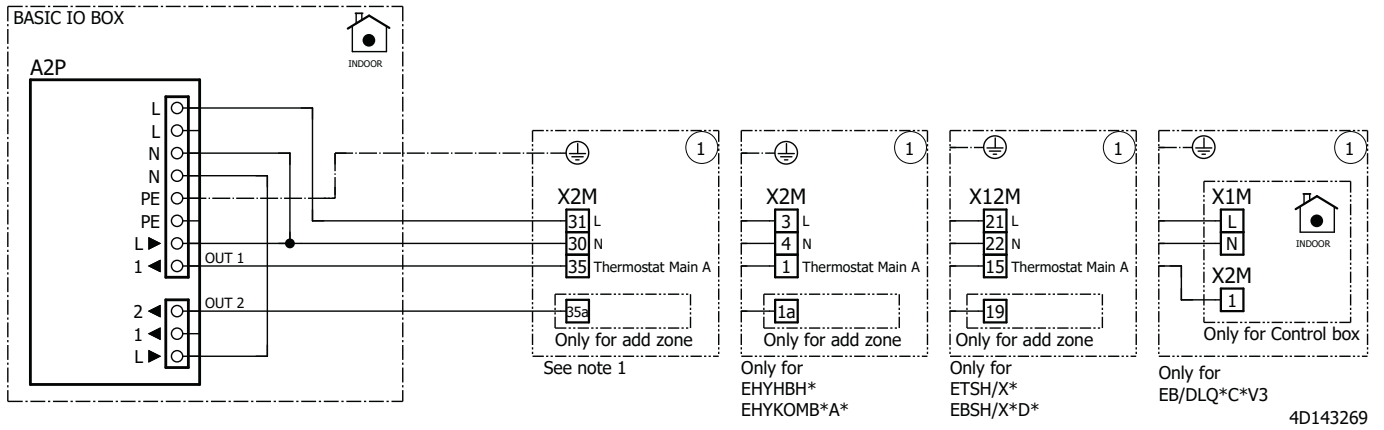 BASIC IO BOX
INDOOR
A2P
L
L
N
N
PE
PE
L
1
OUT 1
2
OUT 2
1
L
1
X2M
31 L
30 N
35 Thermostat Main A
35a
Only for add zone
See note 1
1
X2M
3 L
4 N
1 Thermostat Main A
1a
Only for add zone
Only for
EHYHBH*
EHYKOMB*A*
1
X12M
21 L
22 N
15 Thermostat Main A
19
Only for add zone
Only for
ETSH/X*
EBSH/X*D*
1
X1M
L
N
INDOOR
X2M
1
Only for Control box
Only for
EB/DLQ*C*V3
4D143269